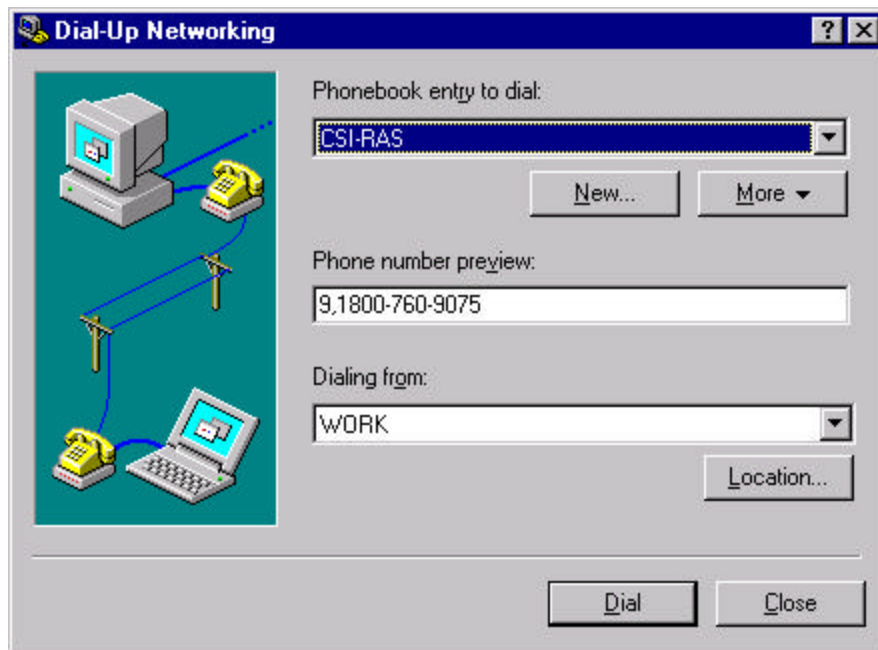 Dial-Up Networking
Phonebook entry to dial:
CSI-RAS
New... More
Phone number preview:
9,1800-760-9075
Dialing from:
WORK
Location...
Dial Close